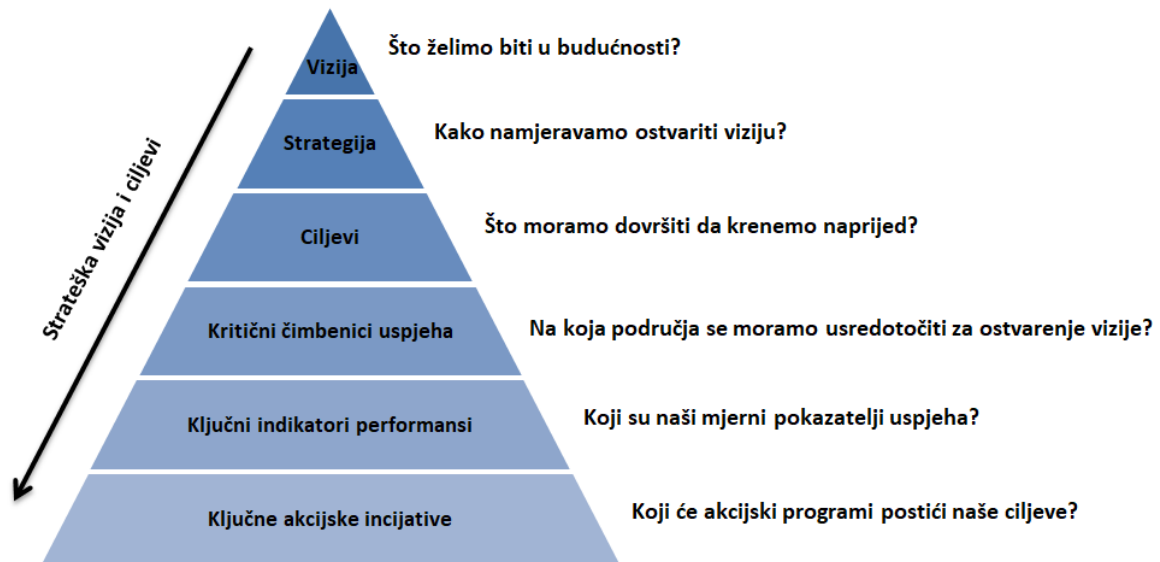 Što želimo biti u budućnosti?
Vizija
Kako namjeravamo ostvariti viziju?
Strategija
Što moramo dovršiti da krenemo naprijed?
Ciljevi
Strateška vizija i ciljevi
Na koja područja se moramo usredotočiti za ostvarenje vizije?
Kritični čimbenici uspjeha
Koji su naši mjerni pokazatelji uspjeha?
Ključni indikatori performansi
Koji će akcijski programi postići naše ciljeve?
Ključne akcijske incijative